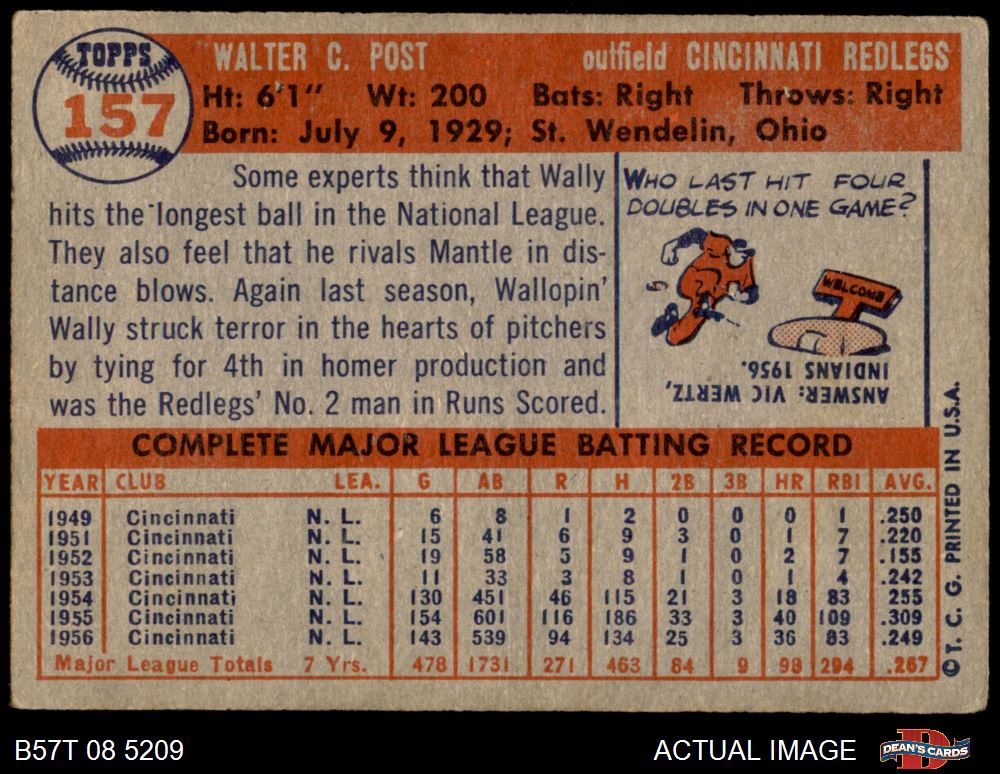 TOPPS
157
WALTER C. POST outfield CINCINNATI REDLEGS
Ht: 6'1" Wt: 200 Bats: Right Throws: Right
Born: July 9, 1929; St. Wendelin, Ohio
Some experts think that Wally
hits the longest ball in the National League.
They also feel that he rivals Mantle in dis-
tance blows. Again last season, Wallopin'
Wally struck terror in the hearts of pitchers
by tying for 4th in homer production and
was the Redlegs' No. 2 man in Runs Scored.
WHO LAST HIT FOUR
DOUBLES IN ONE GAME?
2
WELCOME
ANSWER: VIC WERTZ,
INDIANS 1956.
COMPLETE MAJOR LEAGUE BATTING RECORD
YEAR CLUB LEA. G AB R H 2B 3B HR RBI AVG.
1949 Cincinnati N. L. 6 8 1 2 0 0 0 1 .250
1951 Cincinnati N. L. 15 41 6 9 3 0 1 7 .220
1952 Cincinnati N. L. 19 58 5 9 1 0 2 7 .155
1953 Cincinnati N. L. 11 33 3 8 1 0 1 4 .242
1954 Cincinnati N. L. 130 451 46 115 21 3 18 83 .255
1955 Cincinnati N. L. 154 601 116 186 33 3 40 109 .309
1956 Cincinnati N. L. 143 539 94 134 25 3 36 83 .249
Major League Totals 7 Yrs. 478 1731 271 463 84 9 98 294 .267
©T. C. G. PRINTED IN U.S.A.
B57T 08 5209 ACTUAL IMAGE DEAN'S CARDS